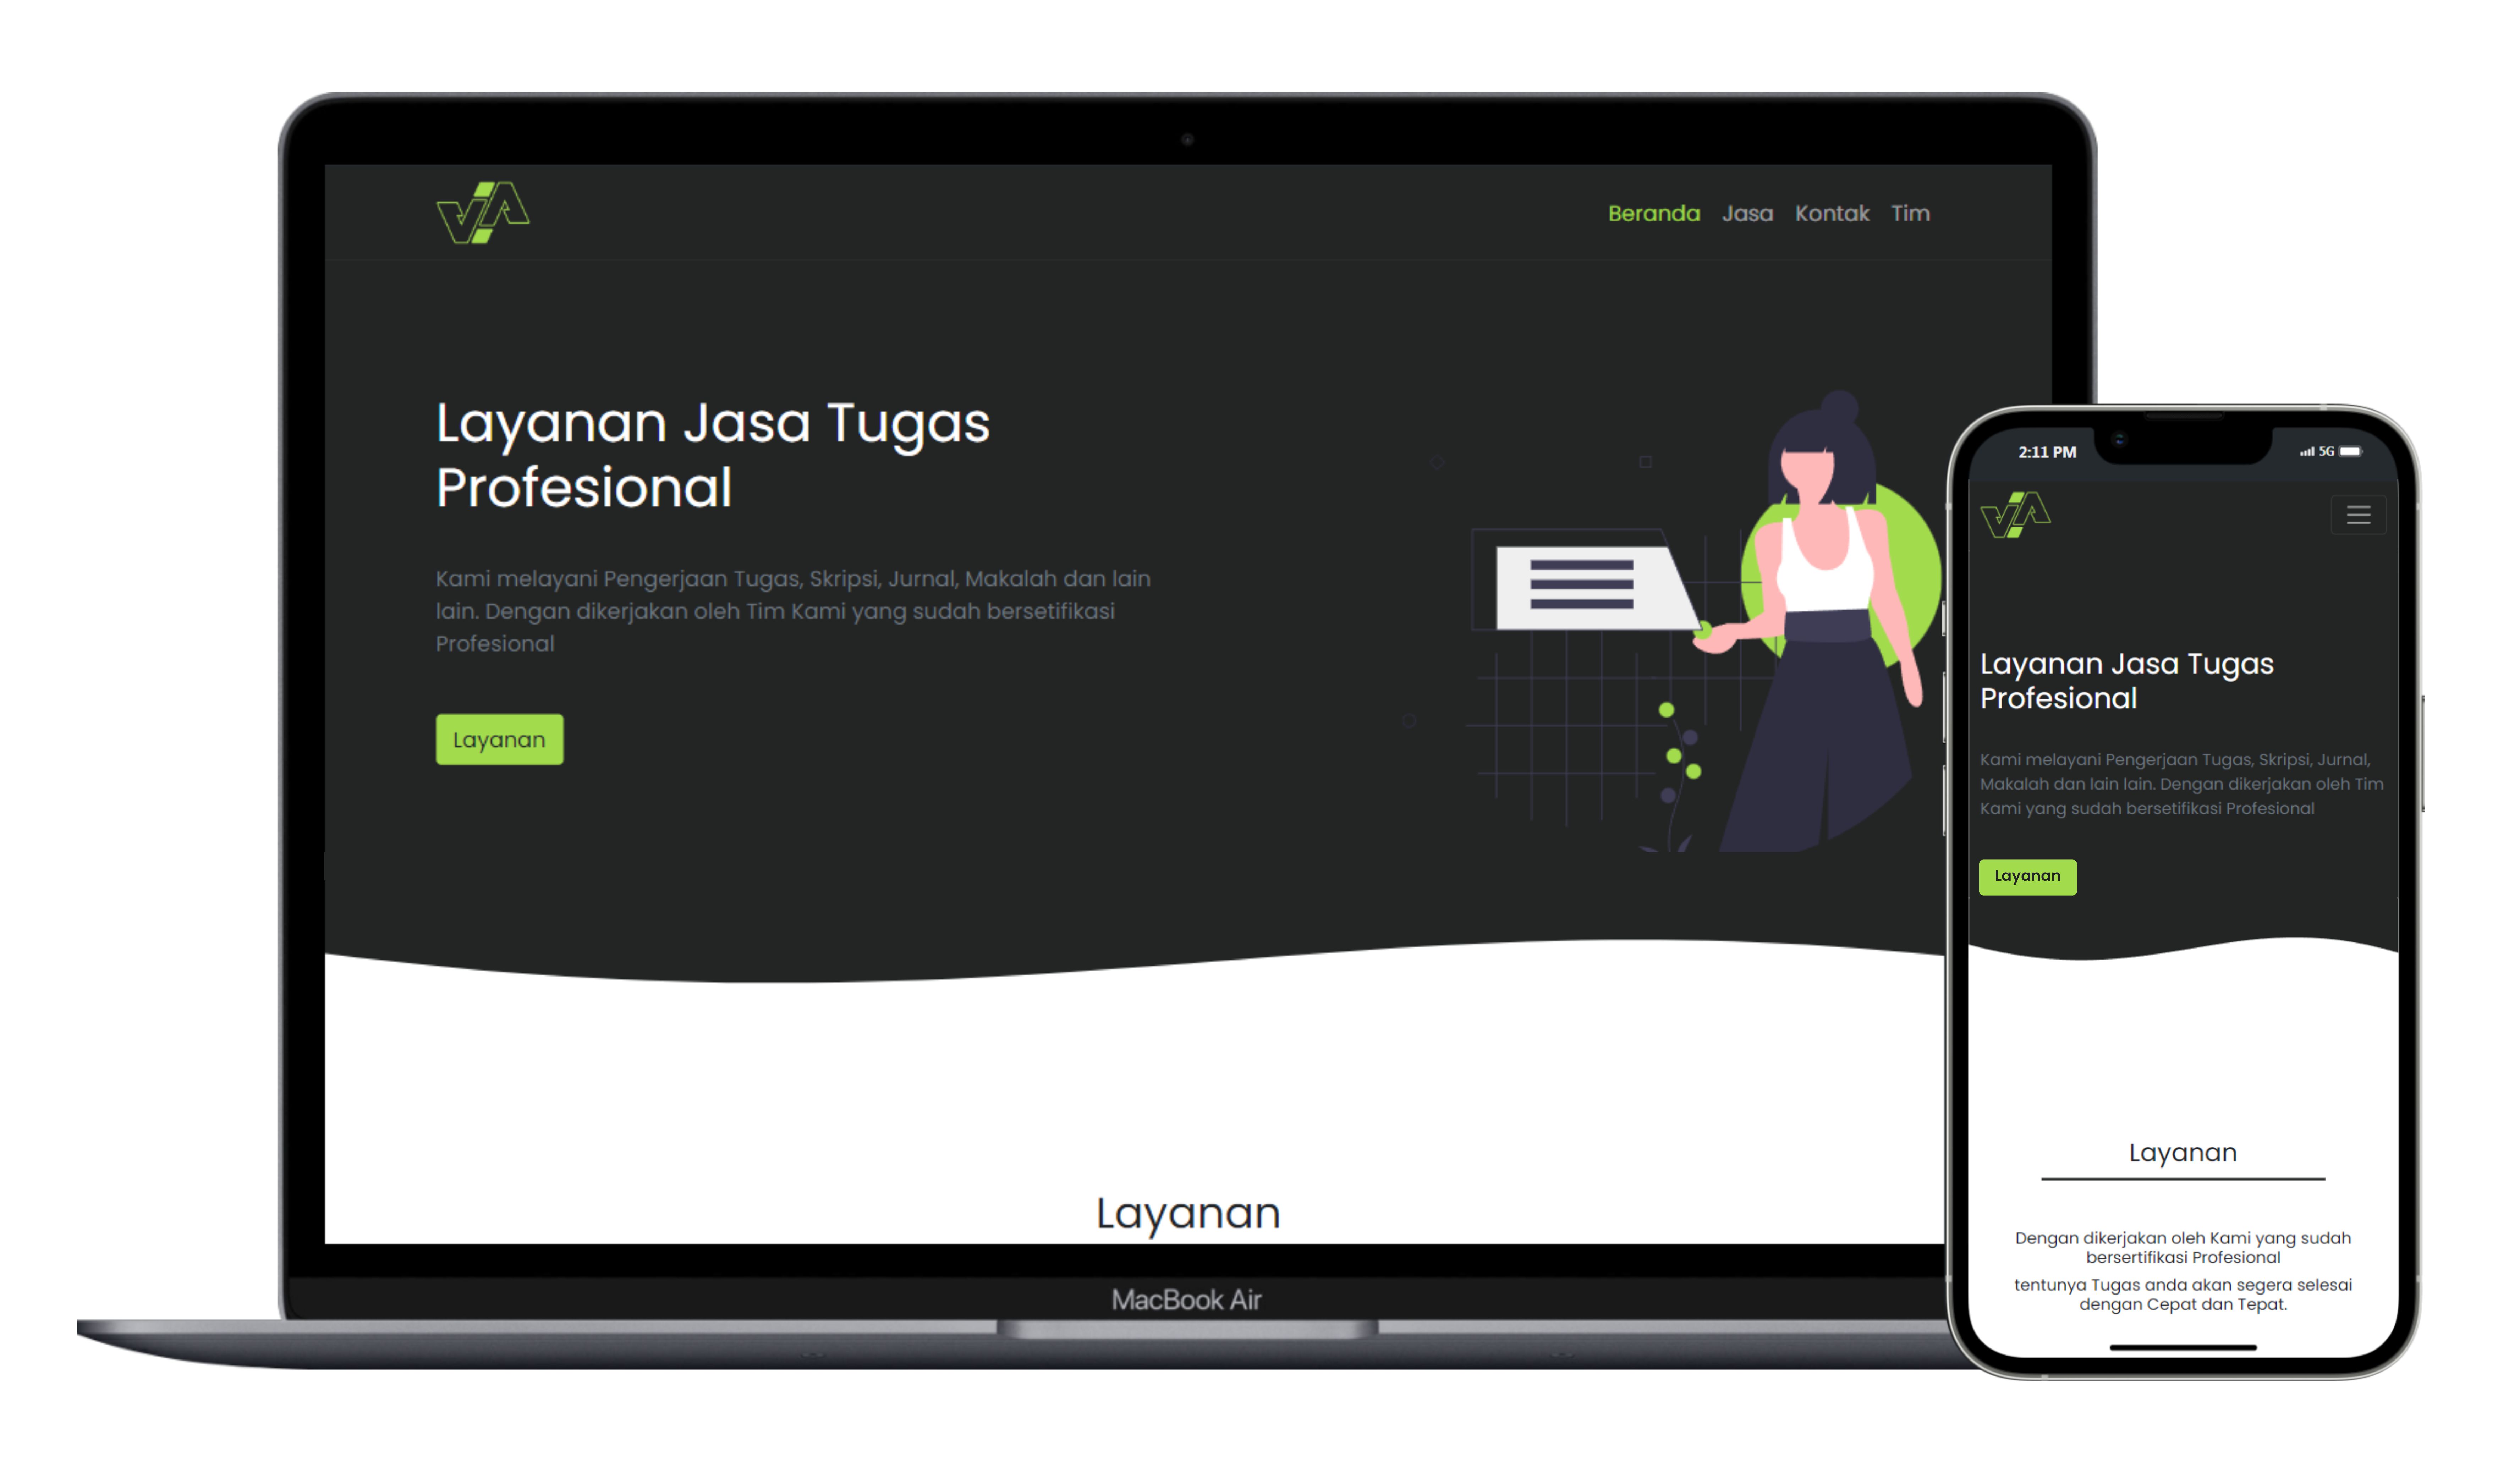 VIA
Beranda Jasa Kontak Tim
Layanan Jasa Tugas
Profesional
Kami melayani Pengerjaan Tugas, Skripsi, Jurnal, Makalah dan lain
lain. Dengan dikerjakan oleh Tim Kami yang sudah bersetifikasi
Profesional
Layanan
Layanan
MacBook Air
2:11 PM
5G
VIA
Layanan Jasa Tugas
Profesional
Kami melayani Pengerjaan Tugas, Skripsi, Jurnal,
Makalah dan lain lain. Dengan dikerjakan oleh Tim
Kami yang sudah bersetifikasi Profesional
Layanan
Layanan
Dengan dikerjakan oleh Kami yang sudah
bersertifikasi Profesional
tentunya Tugas anda akan segera selesai
dengan Cepat dan Tepat.